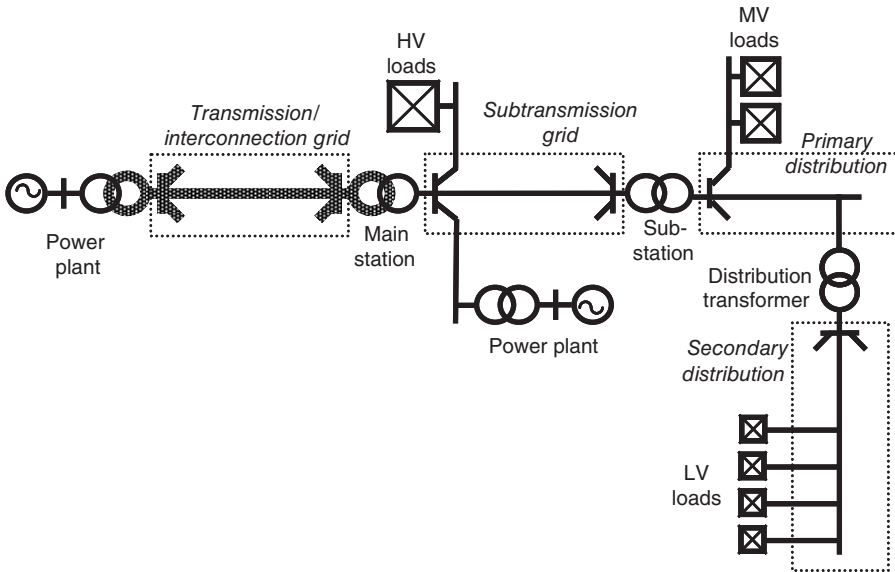 HV
loads
MV
loads
Transmission/
interconnection grid
Subtransmission
grid
Primary
distribution
Power
plant
Main
station
Sub-
station
Distribution
transformer
Power plant
Secondary
distribution
LV
loads